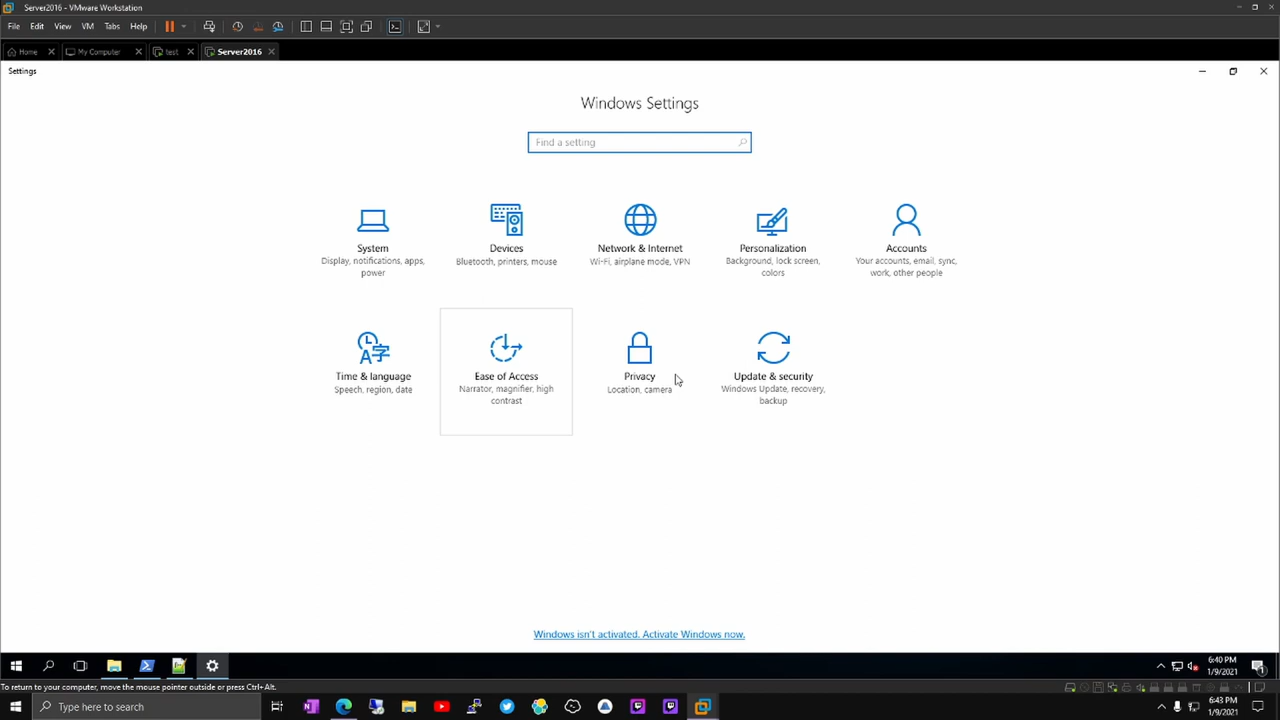 Server2016 - VMware Workstation
File Edit View VM Tabs Help
Home My Computer test Server2016
Settings
Windows Settings
Find a setting
System Devices Network & Internet Personalization Accounts
Display, notifications, apps, power
Bluetooth, printers, mouse
Wi-Fi, airplane mode, VPN
Background, lock screen, colors
Your accounts, email, sync, work, other people
Time & language Ease of Access Privacy Update & security
Speech, region, date
Narrator, magnifier, high contrast
Location, camera
Windows Update, recovery, backup
Windows isn't activated. Activate Windows now.
6:40 PM
1/9/2021
To return to your computer, move the mouse pointer outside or press Ctrl+Alt.
Type here to search
6:43 PM
1/9/2021